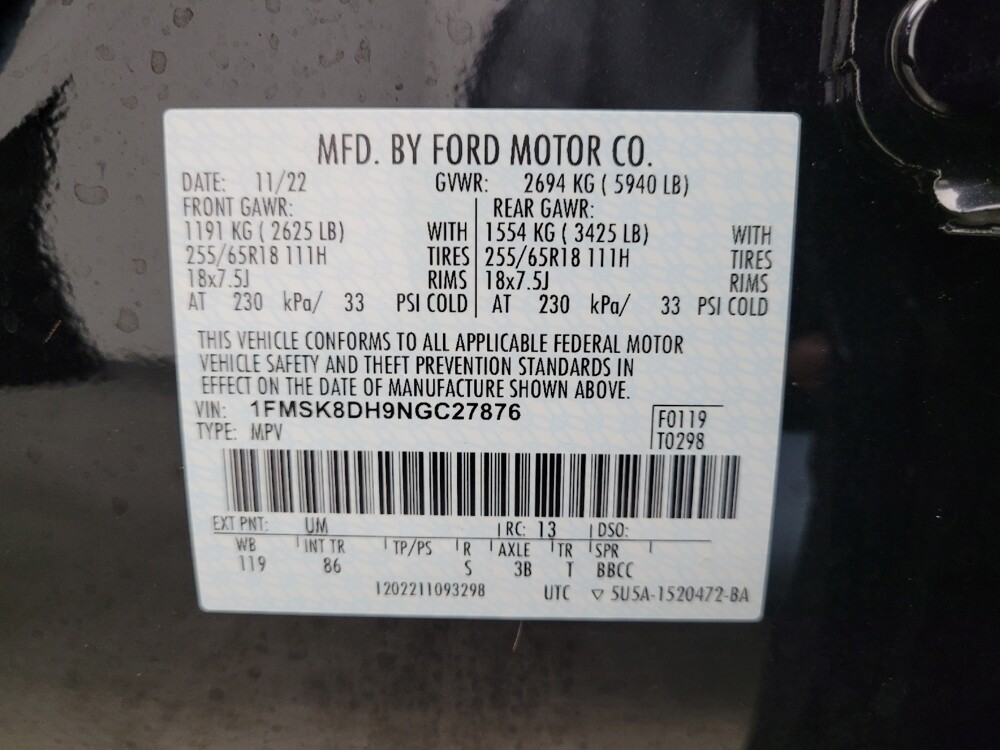 MFD. BY FORD MOTOR CO.
DATE: 11/22 GVWR: 2694 KG ( 5940 LB)
FRONT GAWR: REAR GAWR:
1191 KG ( 2625 LB) WITH 1554 KG ( 3425 LB) WITH
255/65R18 111H TIRES 255/65R18 111H TIRES
18x7.5J RIMS 18x7.5J RIMS
AT 230 kPa/ 33 PSI COLD AT 230 kPa/ 33 PSI COLD
THIS VEHICLE CONFORMS TO ALL APPLICABLE FEDERAL MOTOR
VEHICLE SAFETY AND THEFT PREVENTION STANDARDS IN
EFFECT ON THE DATE OF MANUFACTURE SHOWN ABOVE.
VIN: 1FMSK8DH9NGC27876 F0119
TYPE: MPV T0298
EXT PNT: UM RC: 13 DSO:
WB INT TR TP/PS R AXLE TR SPR
119 86 S 3B T BBCC
1202211093298 UTC ▽ 5U5A-1520472-BA